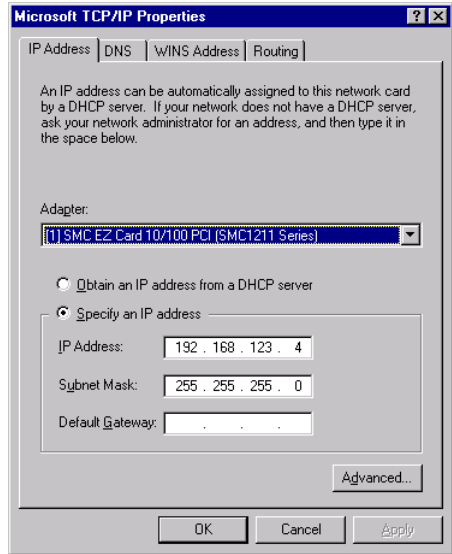 Microsoft TCP/IP Properties
IP Address DNS WINS Address Routing
An IP address can be automatically assigned to this network card
by a DHCP server. If your network does not have a DHCP server,
ask your network administrator for an address, and then type it in
the space below.
Adapter:
[1] SMC EZ Card 10/100 PCI (SMC1211 Series)
Obtain an IP address from a DHCP server
Specify an IP address
IP Address: 192 . 168 . 123 . 4
Subnet Mask: 255 . 255 . 255 . 0
Default Gateway: . . .
Advanced...
OK Cancel Apply